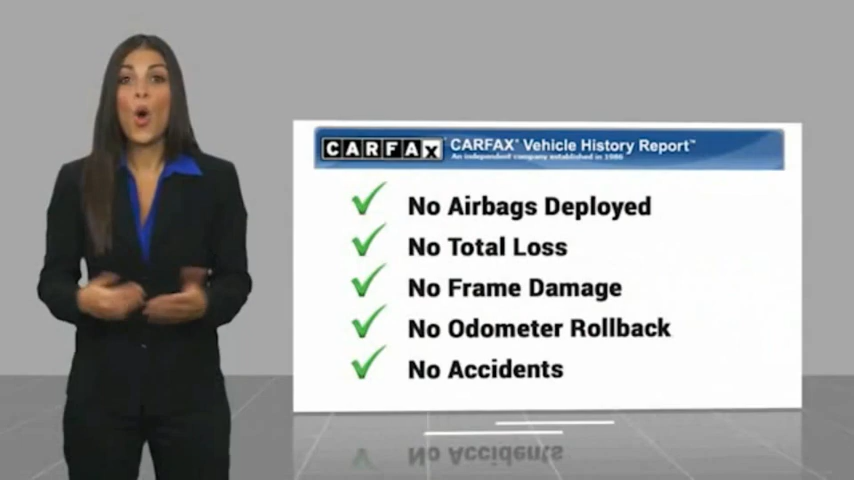 CARFAX CARFAX® Vehicle History Report™
An independent company established in 1986
No Airbags Deployed
No Total Loss
No Frame Damage
No Odometer Rollback
No Accidents
No Accidents